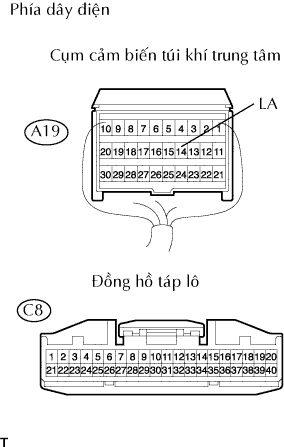 Phía dây điện
Cụm cảm biến túi khí trung tâm
LA
A19
10 9 8 7 6 5 4 3 2 1
20 19 18 17 16 15 14 13 12 11
30 29 28 27 26 25 24 23 22 21
Đồng hồ táp lô
C8
1 2 3 4 5 6 7 8 9 10 11 12 13 14 15 16 17 18 19 20
21 22 23 24 25 26 27 28 29 30 31 32 33 34 35 36 37 38 39 40
T